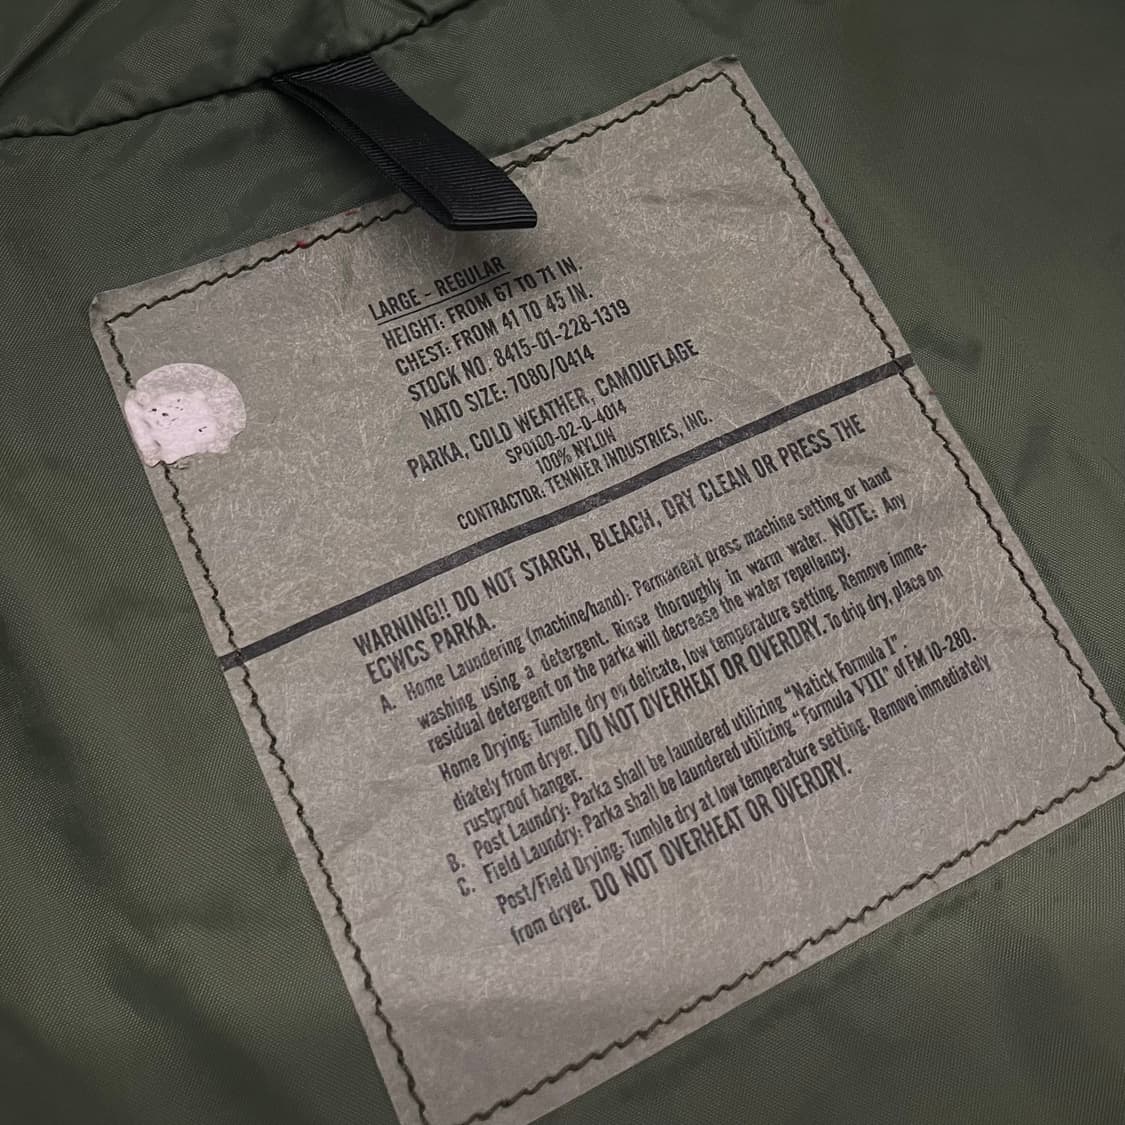 LARGE - REGULAR
HEIGHT: FROM 67 TO 71 IN.
CHEST: FROM 41 TO 45 IN.
STOCK NO. 8415-01-228-1319
NATO SIZE: 7080/0414
PARKA, COLD WEATHER, CAMOUFLAGE
SPO100-02-D-4014
100% NYLON
CONTRACTOR: TENNIER INDUSTRIES, INC.
WARNING!! DO NOT STARCH, BLEACH, DRY CLEAN OR PRESS THE
ECWCS PARKA.
A. Home Laundering (machine/hand): Permanent press machine setting or hand
washing using a detergent. Rinse thoroughly in warm water. NOTE: Any
residual detergent on the parka will decrease the water repellency.
Home Drying: Tumble dry on delicate, low temperature setting. Remove imme-
diately from dryer. DO NOT OVERHEAT OR OVERDRY. To drip dry, place on
rustproof hanger.
B. Post Laundry: Parka shall be laundered utilizing "Natick Formula I".
C. Field Laundry: Parka shall be laundered utilizing "Formula VIII" of FM 10-280.
Post/Field Drying: Tumble dry at low temperature setting. Remove immediately
from dryer. DO NOT OVERHEAT OR OVERDRY.